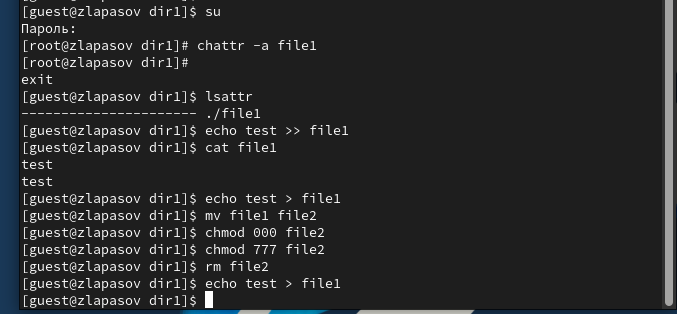 [guest@zlapasov dir1]$ su
Пароль:
[root@zlapasov dir1]# chattr -a file1
[root@zlapasov dir1]#
exit
[guest@zlapasov dir1]$ lsattr
---------------------- ./file1
[guest@zlapasov dir1]$ echo test >> file1
[guest@zlapasov dir1]$ cat file1
test
test
[guest@zlapasov dir1]$ echo test > file1
[guest@zlapasov dir1]$ mv file1 file2
[guest@zlapasov dir1]$ chmod 000 file2
[guest@zlapasov dir1]$ chmod 777 file2
[guest@zlapasov dir1]$ rm file2
[guest@zlapasov dir1]$ echo test > file1
[guest@zlapasov dir1]$